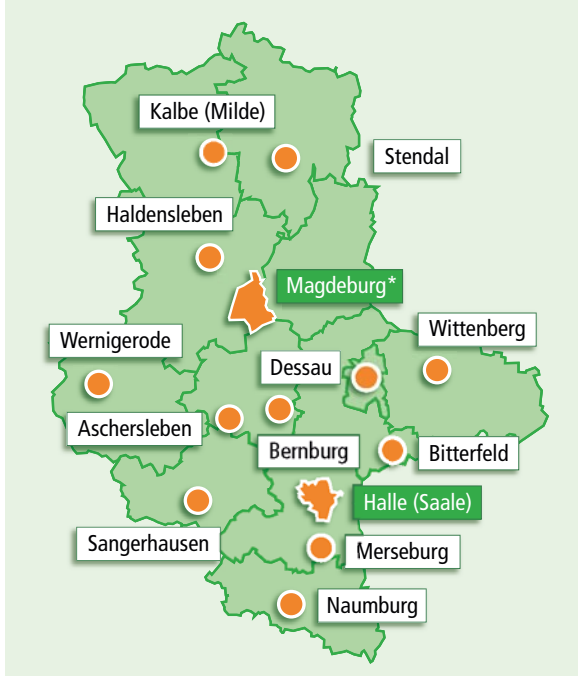 Kalbe (Milde)
Stendal
Haldensleben
Magdeburg*
Wernigerode
Wittenberg
Dessau
Aschersleben
Bernburg
Bitterfeld
Halle (Saale)
Sangerhausen
Merseburg
Naumburg